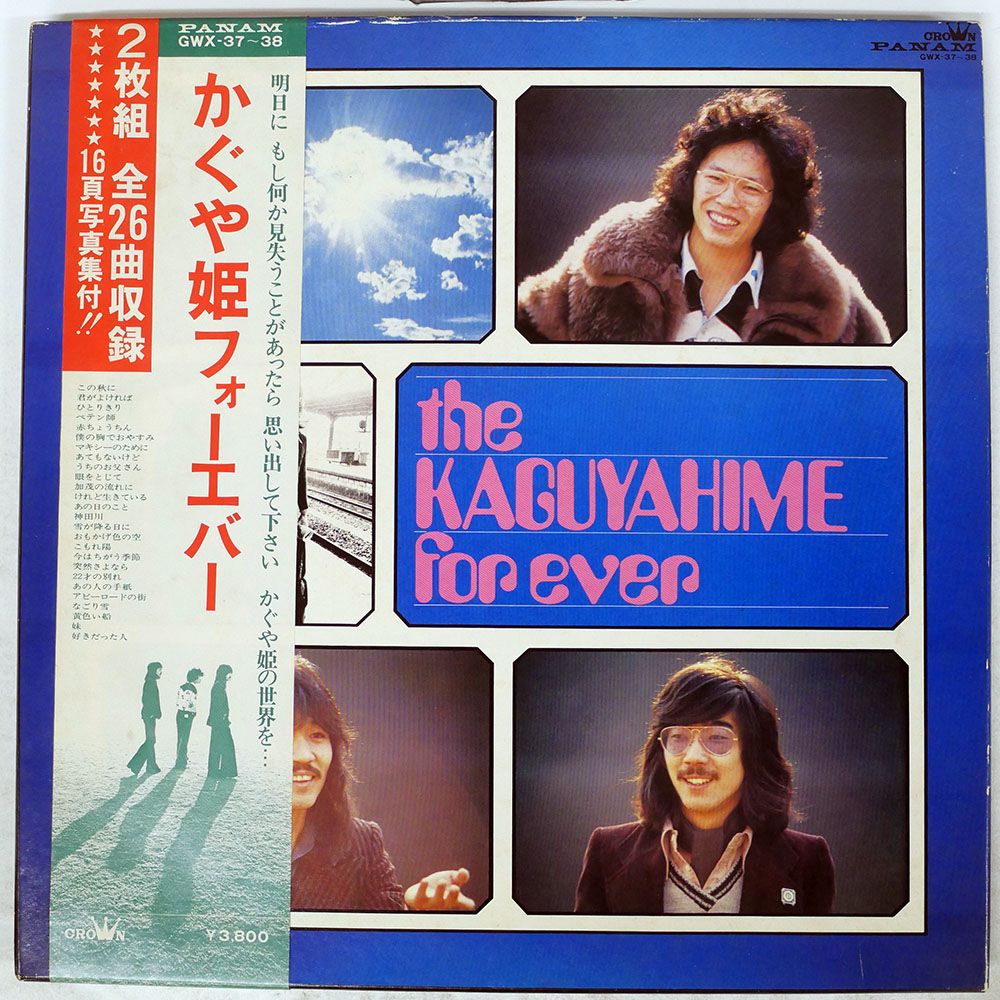 PANAM
GWX-37~38
2枚組 全26曲収録
★★★★★★★16頁写真集付!!
かぐや姫フォーエバー
明日に もし何か見失うことがあったら 思い出して下さい かぐや姫の世界を…
この秋に
君がよければ
ひとりきり
ペテン師
赤ちょうちん
僕の胸でおやすみ
マキシーのために
あてもないけど
うちのお父さん
眼をとじて
加茂の流れに
けれど生きている
あの日のこと
神田川
雪が降る日に
おもかげ色の空
こもれ陽
今はちがう季節
突然さよなら
22才の別れ
あの人の手紙
アビーロードの街
なごり雪
黄色い船
妹
好きだった人
CROWN
¥3,800
CROWN
PANAM
GWX-37~38
the
KAGUYAHIME
for ever